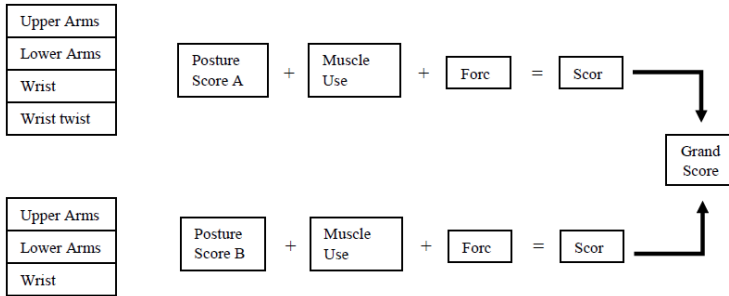 Upper Arms
Lower Arms
Wrist
Wrist twist
Posture
Score A
+
Muscle
Use
+
Forc
=
Scor
Grand
Score
Upper Arms
Lower Arms
Wrist
Posture
Score B
+
Muscle
Use
+
Forc
=
Scor